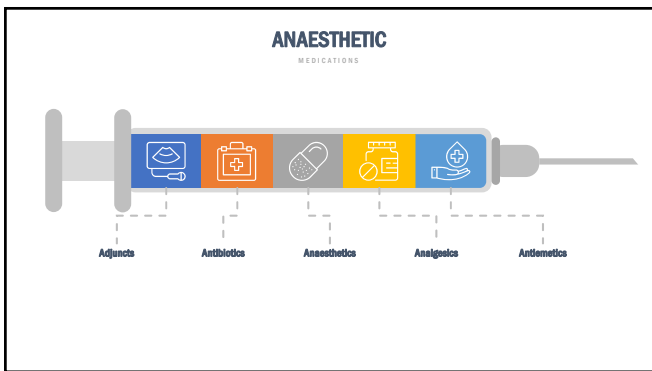 ANAESTHETIC
MEDICATIONS
Adjuncts
Antibiotics
Anaesthetics
Analgesics
Antiemetics